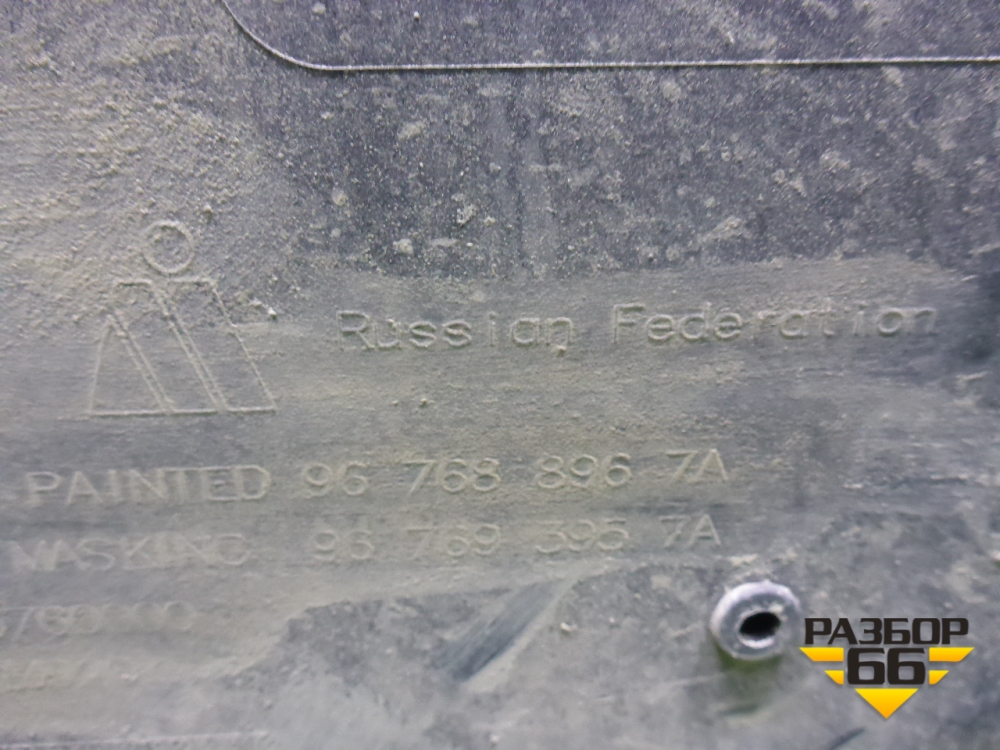 Russian Federation
PAINTED 96 768 896 7A
MASKING 96 769 395 7A
РАЗБОР
66